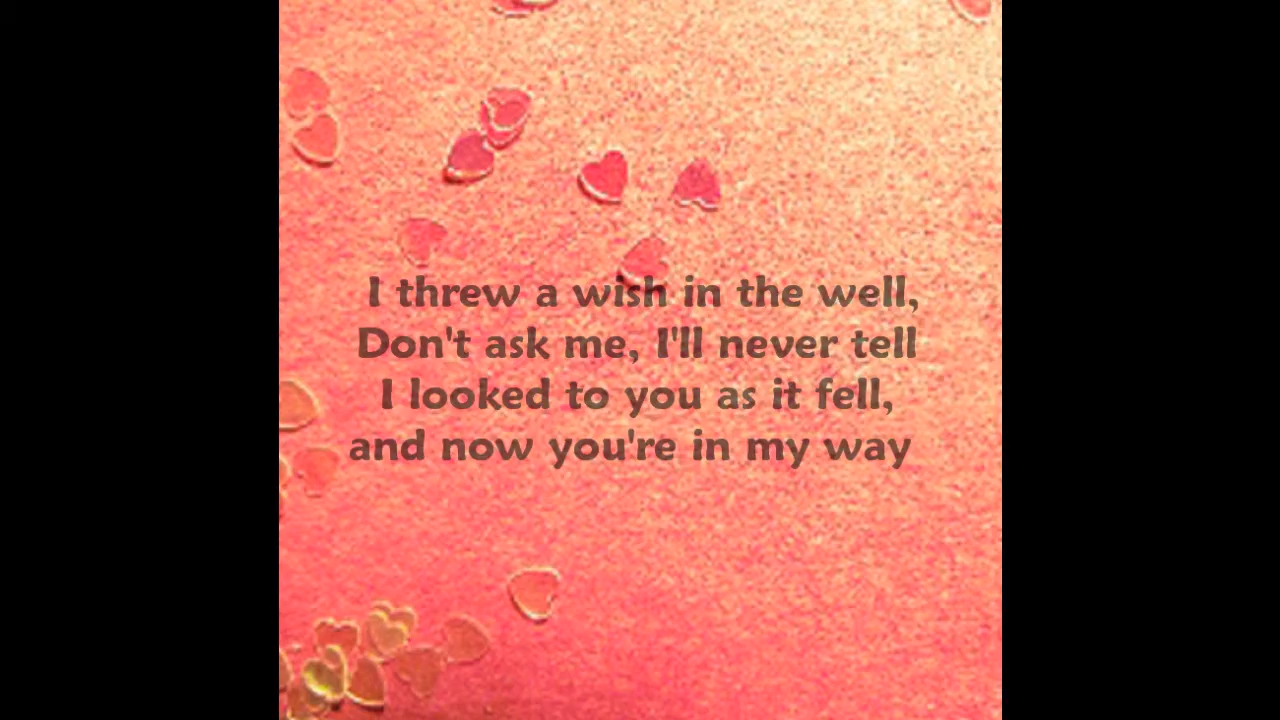 I threw a wish in the well,
Don't ask me, I'll never tell
I looked to you as it fell,
and now you're in my way